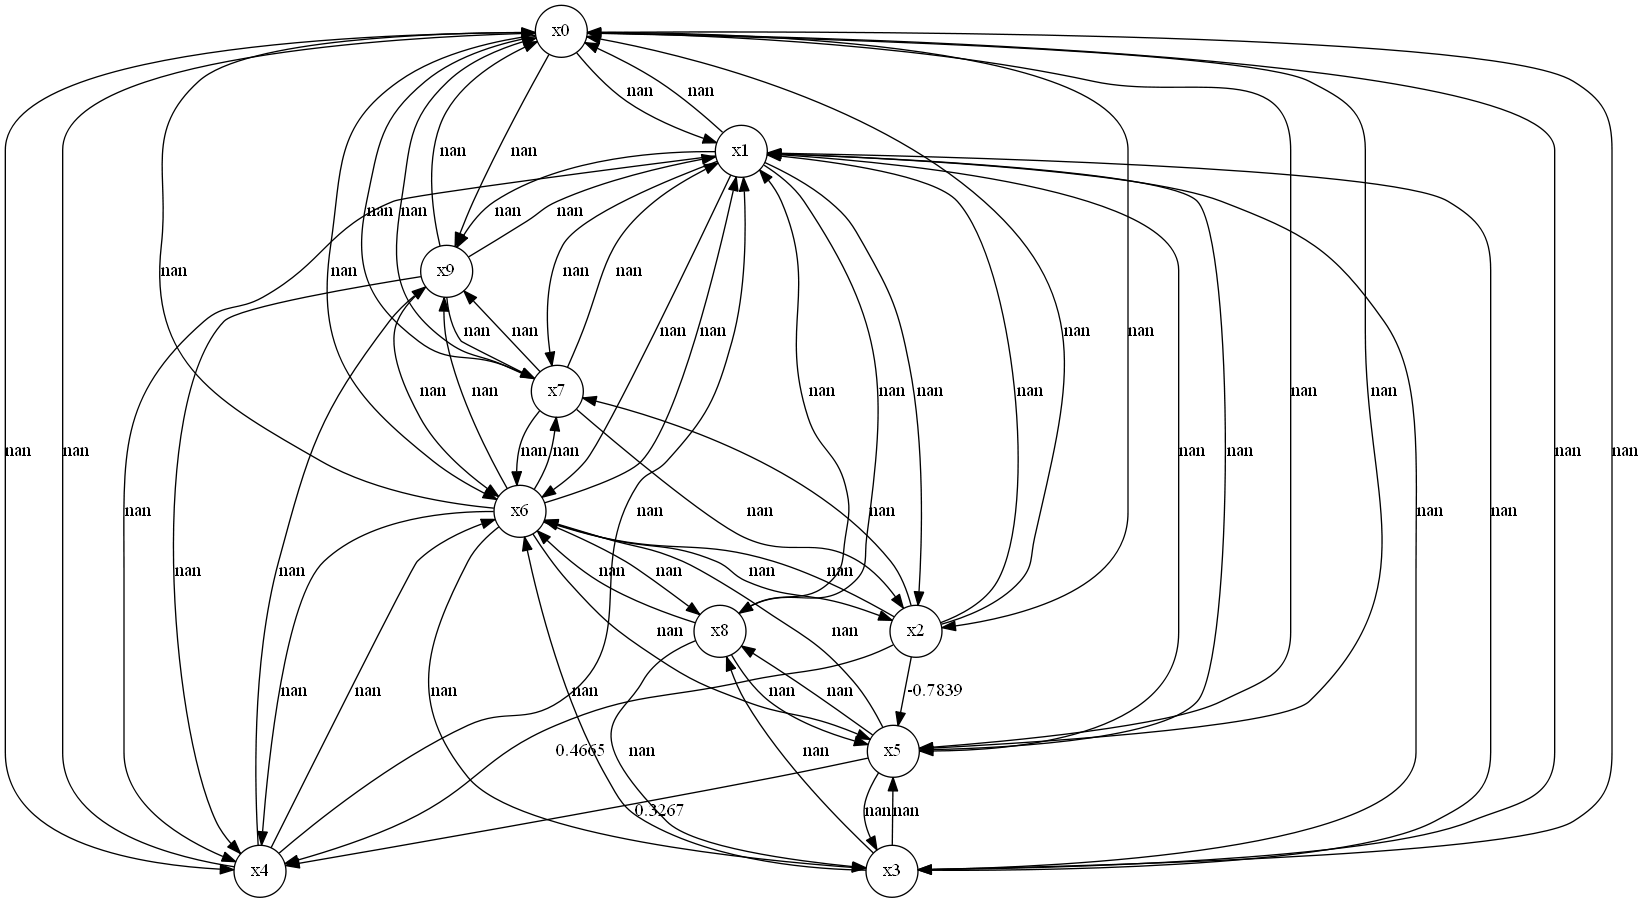 x0
nan nan
x1
nan nan nan
nan nan nan nan
x9
nan nan nan nan
nan nan nan nan nan nan
x7
nan nan nan nan nan nan nan
nan nan nan nan nan nan
x6
nan nan nan nan nan nan
nan nan nan nan nan nan
x8 x2
nan nan
nan nan nan nan nan nan -0.7839
0.4665 nan nan x5
0.3267 nan nan
x4 x3